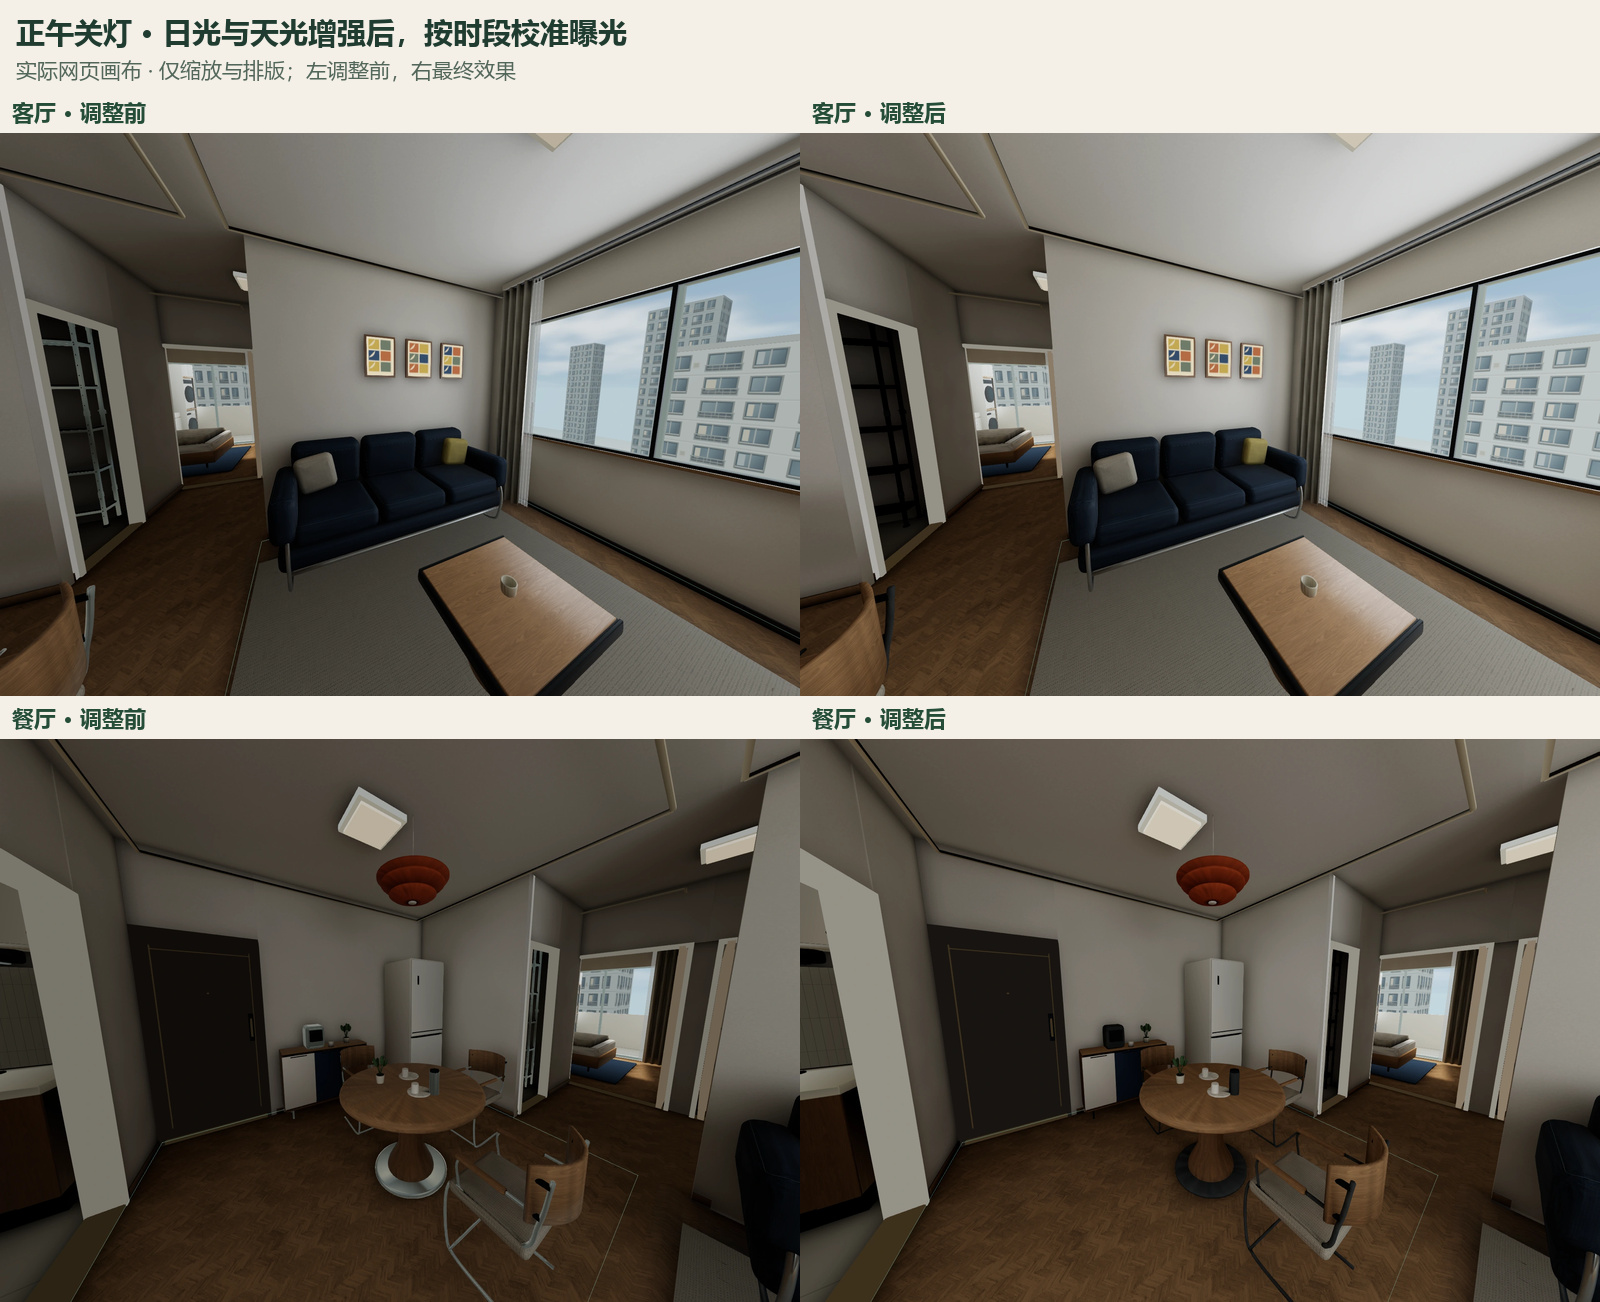 正午关灯 • 日光与天光增强后，按时段校准曝光
实际网页画布 · 仅缩放与排版；左调整前，右最终效果
客厅 • 调整前
客厅 • 调整后
餐厅 • 调整前
餐厅 • 调整后